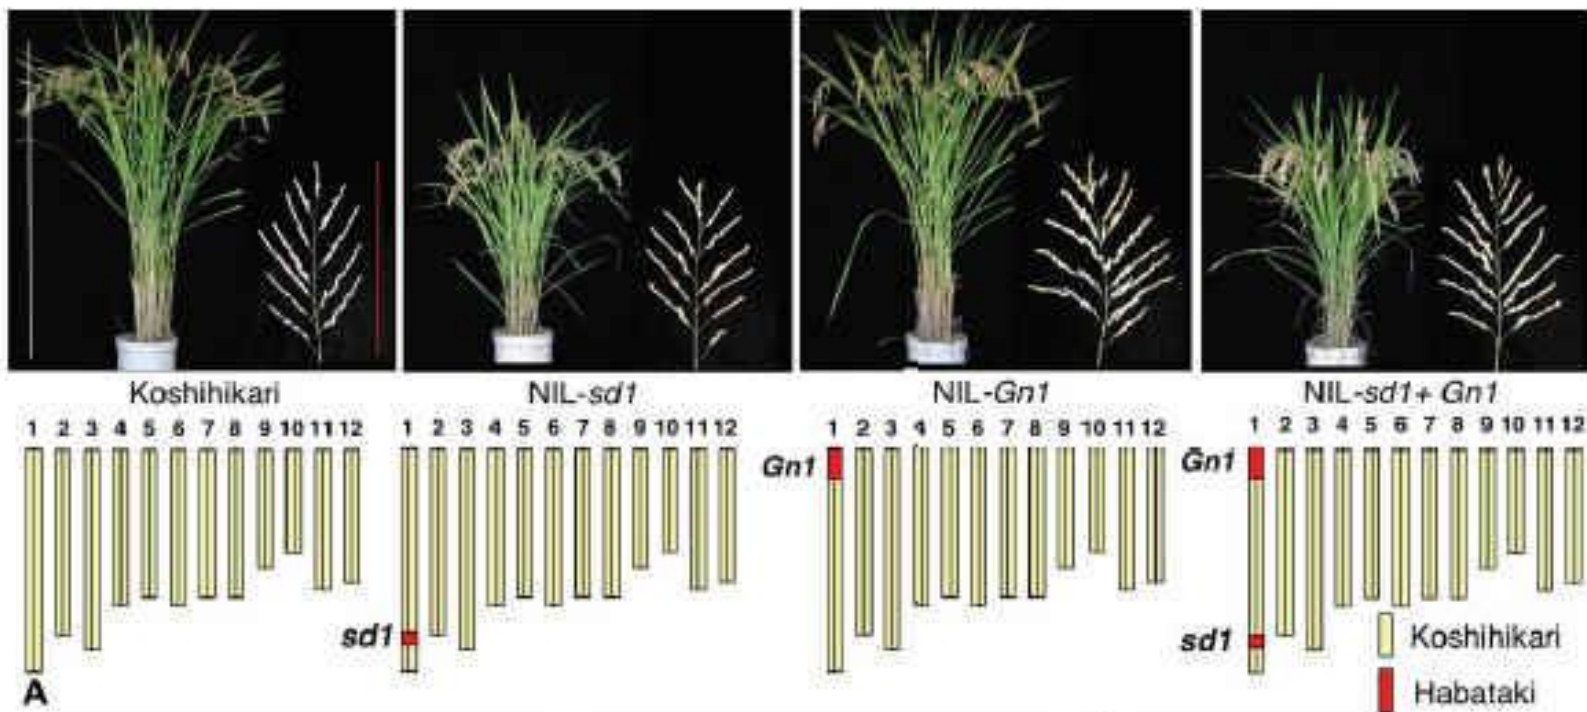 Koshihikari NIL-sd1 NIL-Gn1 NIL-sd1+ Gn1
1 2 3 4 5 6 7 8 9 10 11 12 1 2 3 4 5 6 7 8 9 10 11 12 1 2 3 4 5 6 7 8 9 10 11 12 1 2 3 4 5 6 7 8 9 10 11 12
Gn1 Gn1
sd1 sd1 Koshihikari
A Habataki